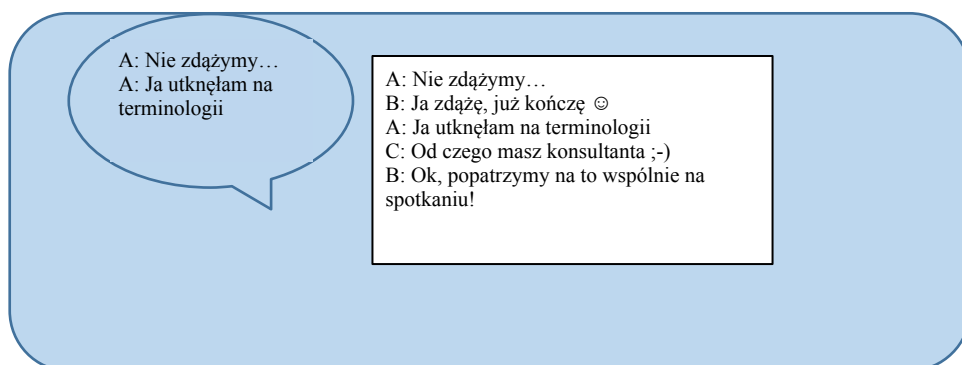 A: Nie zdążymy…
A: Ja utknęłam na
terminologii
A: Nie zdążymy…
B: Ja zdążę, już kończę ☺
A: Ja utknęłam na terminologii
C: Od czego masz konsultanta ;-)
B: Ok, popatrzymy na to wspólnie na
spotkaniu!